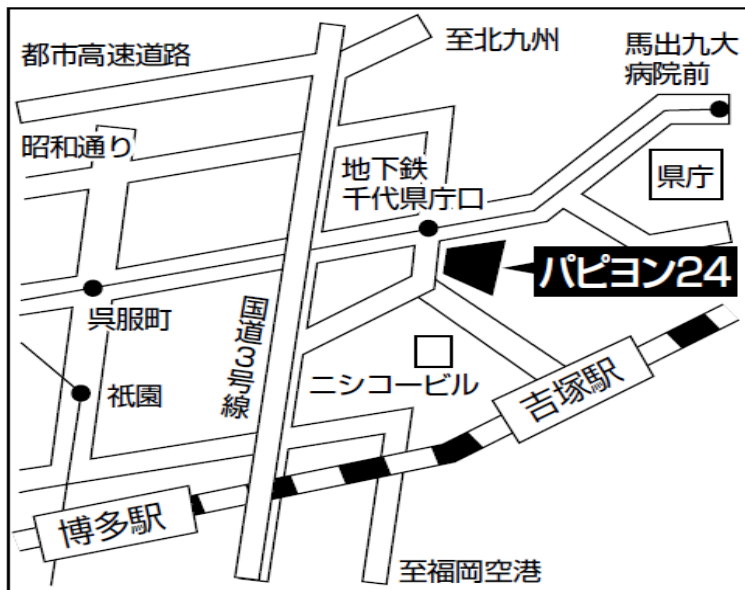 都市高速道路
至北九州
馬出九大
病院前
昭和通り
地下鉄
千代県庁口
県庁
パピヨン24
呉服町
国道3号線
祇園
ニシコービル
吉塚駅
博多駅
至福岡空港